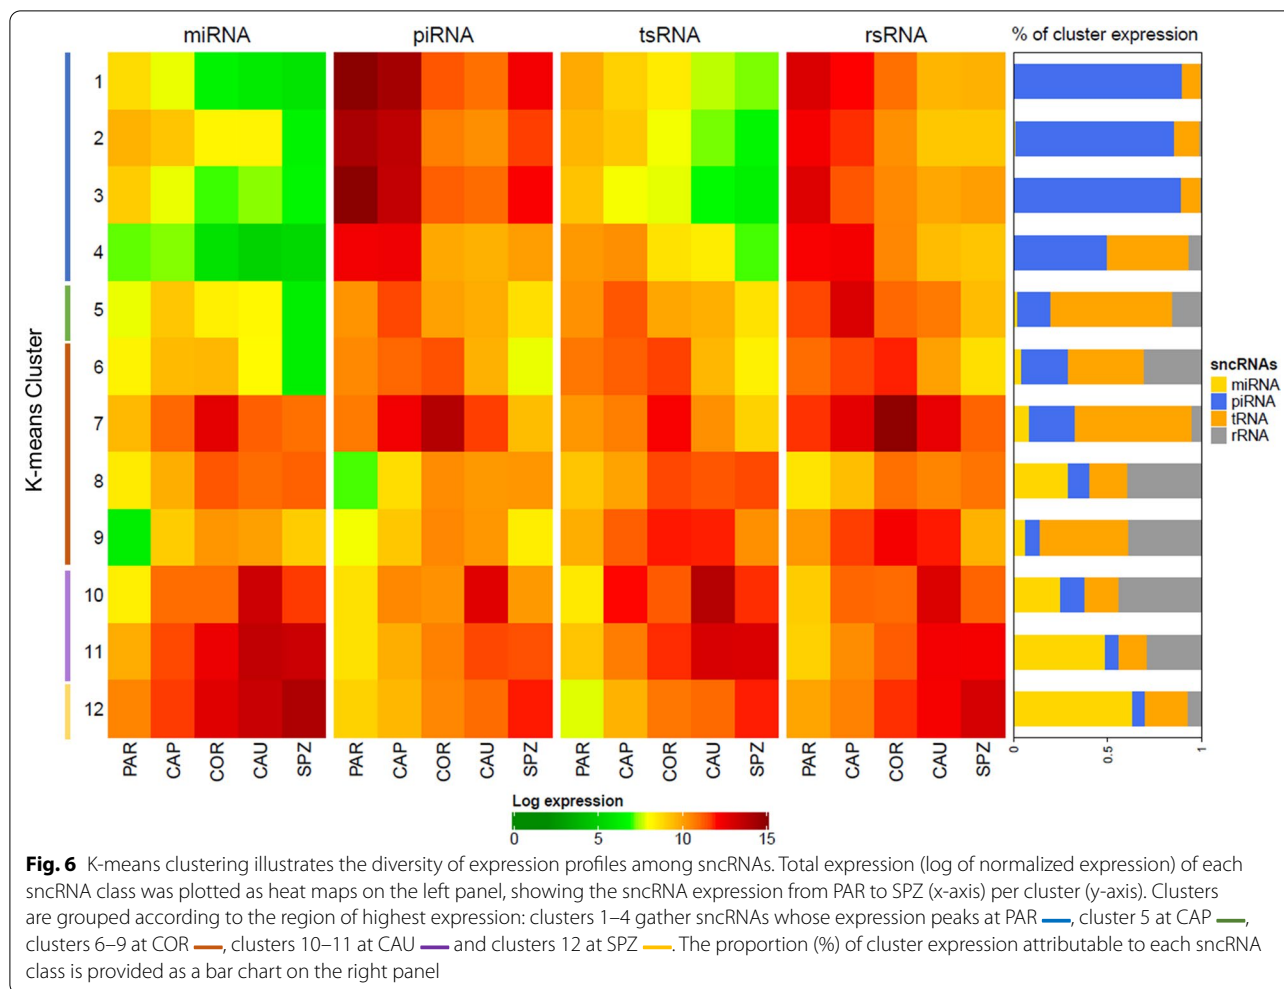 miRNA piRNA tsRNA rsRNA % of cluster expression
K-means Cluster
1
2
3
4
5
6
7
8
9
10
11
12
sncRNAs
miRNA
piRNA
tRNA
rRNA
PAR CAP COR CAU SPZ PAR CAP COR CAU SPZ PAR CAP COR CAU SPZ PAR CAP COR CAU SPZ 0 0.5 1
Log expression
0 5 10 15
Fig. 6 K-means clustering illustrates the diversity of expression profiles among sncRNAs. Total expression (log of normalized expression) of each
sncRNA class was plotted as heat maps on the left panel, showing the sncRNA expression from PAR to SPZ (x-axis) per cluster (y-axis). Clusters
are grouped according to the region of highest expression: clusters 1–4 gather sncRNAs whose expression peaks at PAR, cluster 5 at CAP,
clusters 6–9 at COR, clusters 10–11 at CAU and clusters 12 at SPZ. The proportion (%) of cluster expression attributable to each sncRNA
class is provided as a bar chart on the right panel